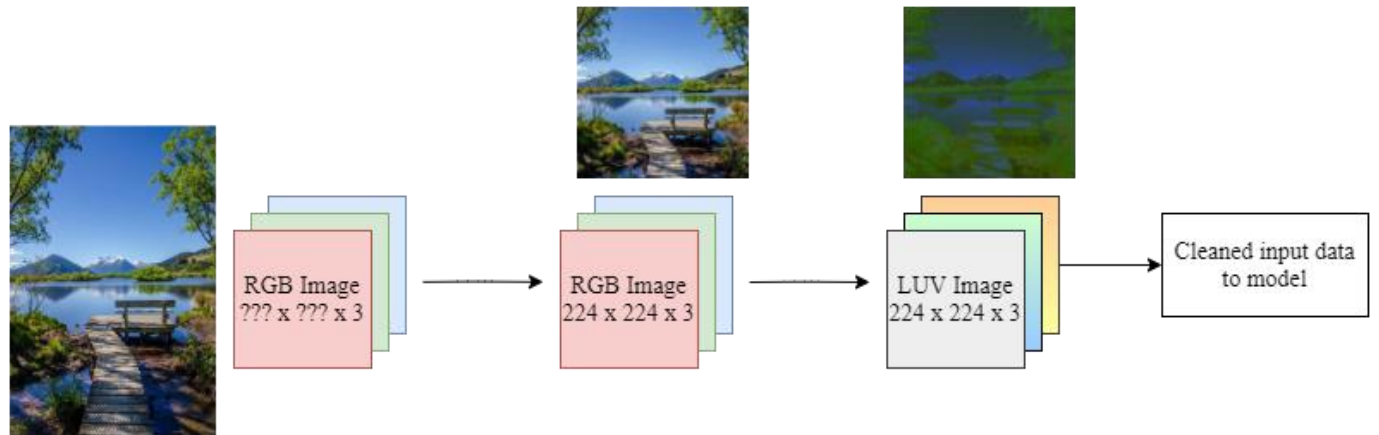 RGB Image
??? x ??? x 3
RGB Image
224 x 224 x 3
LUV Image
224 x 224 x 3
Cleaned input data
to model